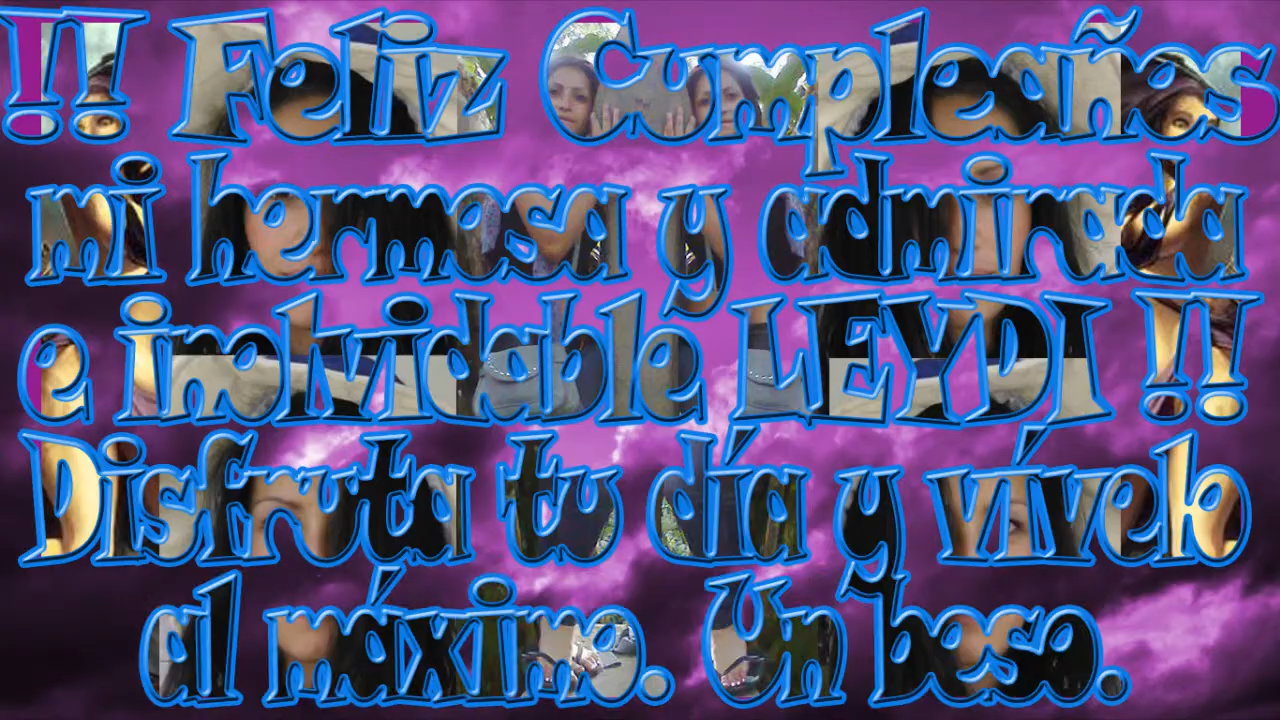 !! Feliz Cumpleaños
mi hermosa y admirada
e inolvidable LEYDI !!
Disfruta tu día y vívelo
al máximo. Un beso.